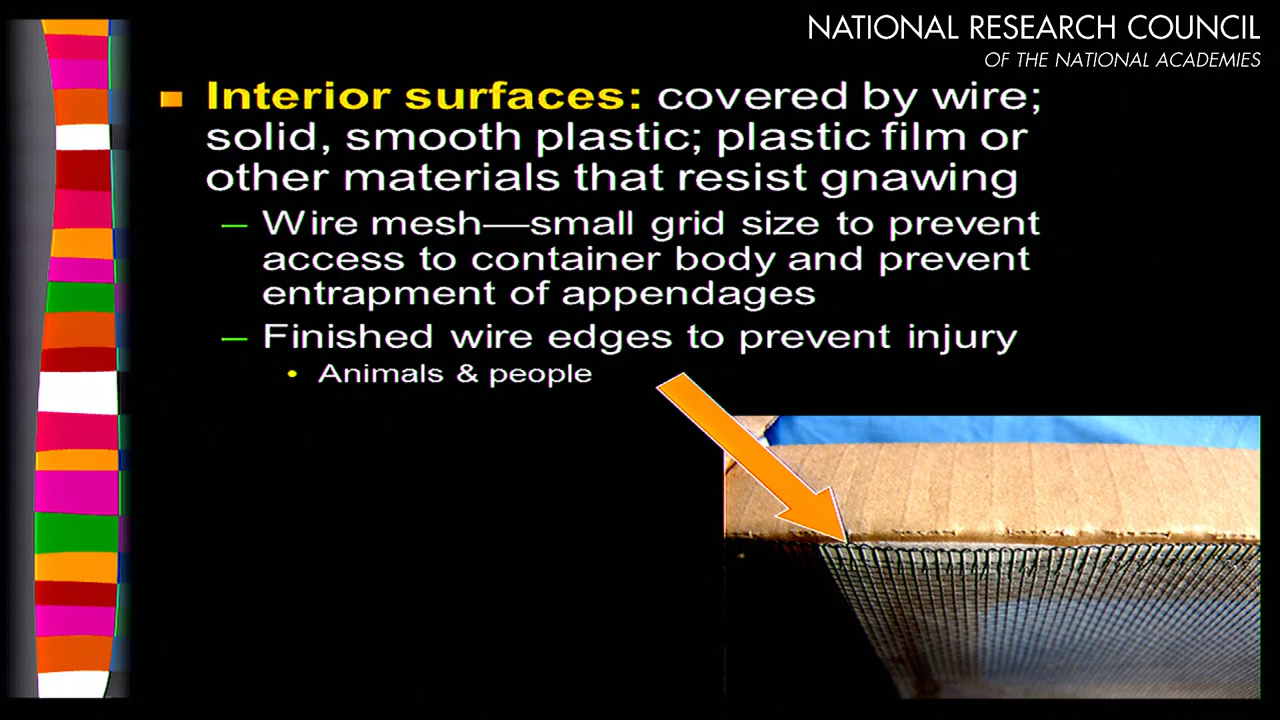 NATIONAL RESEARCH COUNCIL
OF THE NATIONAL ACADEMIES
Interior surfaces: covered by wire;
solid, smooth plastic; plastic film or
other materials that resist gnawing
— Wire mesh—small grid size to prevent
access to container body and prevent
entrapment of appendages
— Finished wire edges to prevent injury
• Animals & people